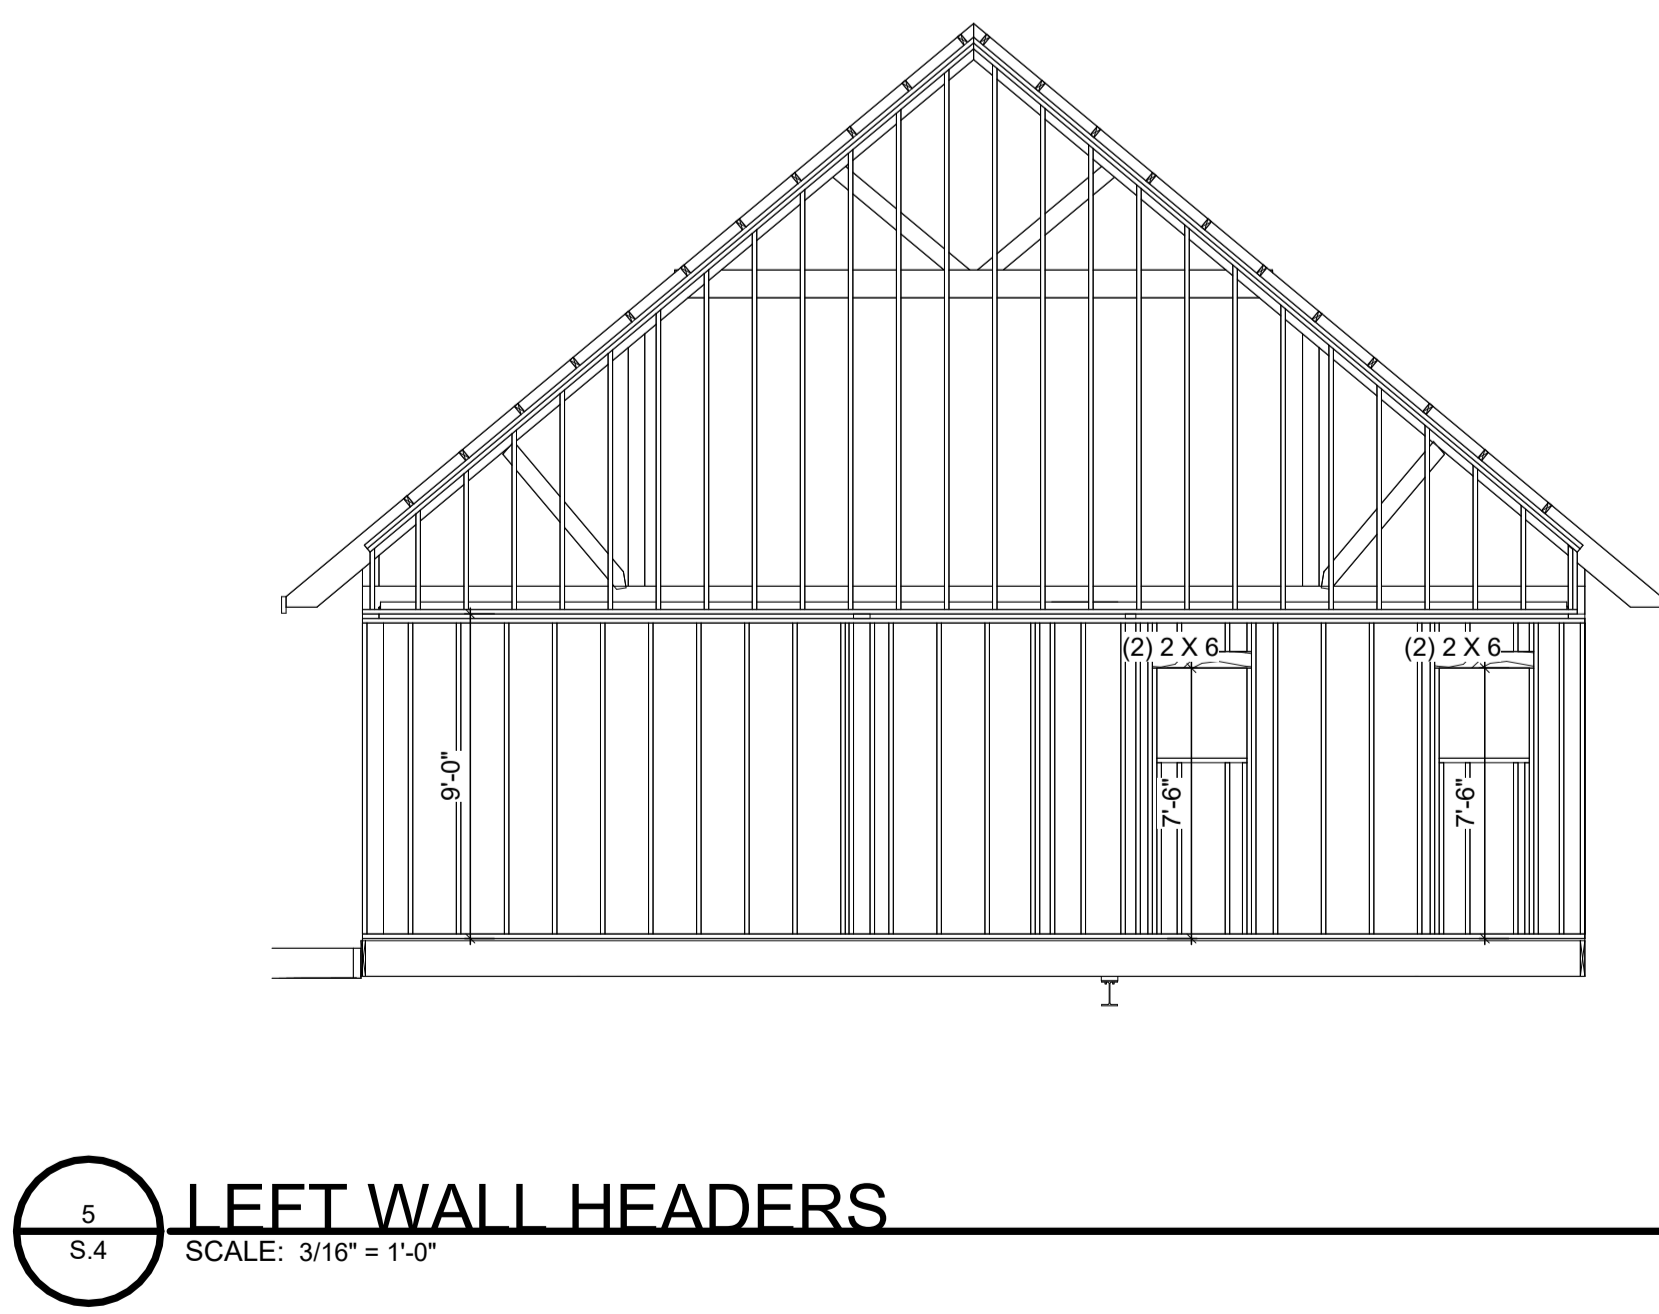 (2) 2 X 6
(2) 2 X 6
9'-0"
7'-6"
7'-6"
5
S.4
LEFT WALL HEADERS
SCALE: 3/16" = 1'-0"